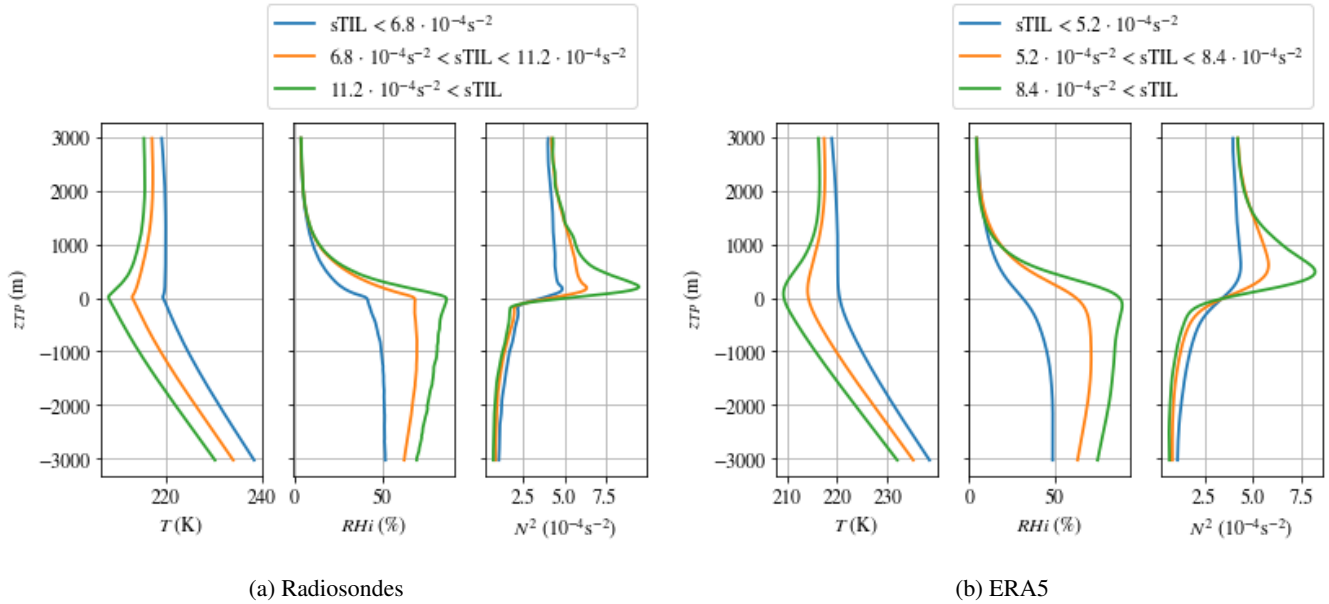 sTIL < 6.8 · 10⁻⁴s⁻²
6.8 · 10⁻⁴s⁻² < sTIL < 11.2 · 10⁻⁴s⁻²
11.2 · 10⁻⁴s⁻² < sTIL
3000
2000
1000
0
−1000
−2000
−3000
z_TP (m)
220 240
0 50
2.5 5.0 7.5
T (K)
RHi (%)
N² (10⁻⁴s⁻²)
(a) Radiosondes
sTIL < 5.2 · 10⁻⁴s⁻²
5.2 · 10⁻⁴s⁻² < sTIL < 8.4 · 10⁻⁴s⁻²
8.4 · 10⁻⁴s⁻² < sTIL
3000
2000
1000
0
−1000
−2000
−3000
z_TP (m)
210 220 230
0 50
2.5 5.0 7.5
T (K)
RHi (%)
N² (10⁻⁴s⁻²)
(b) ERA5